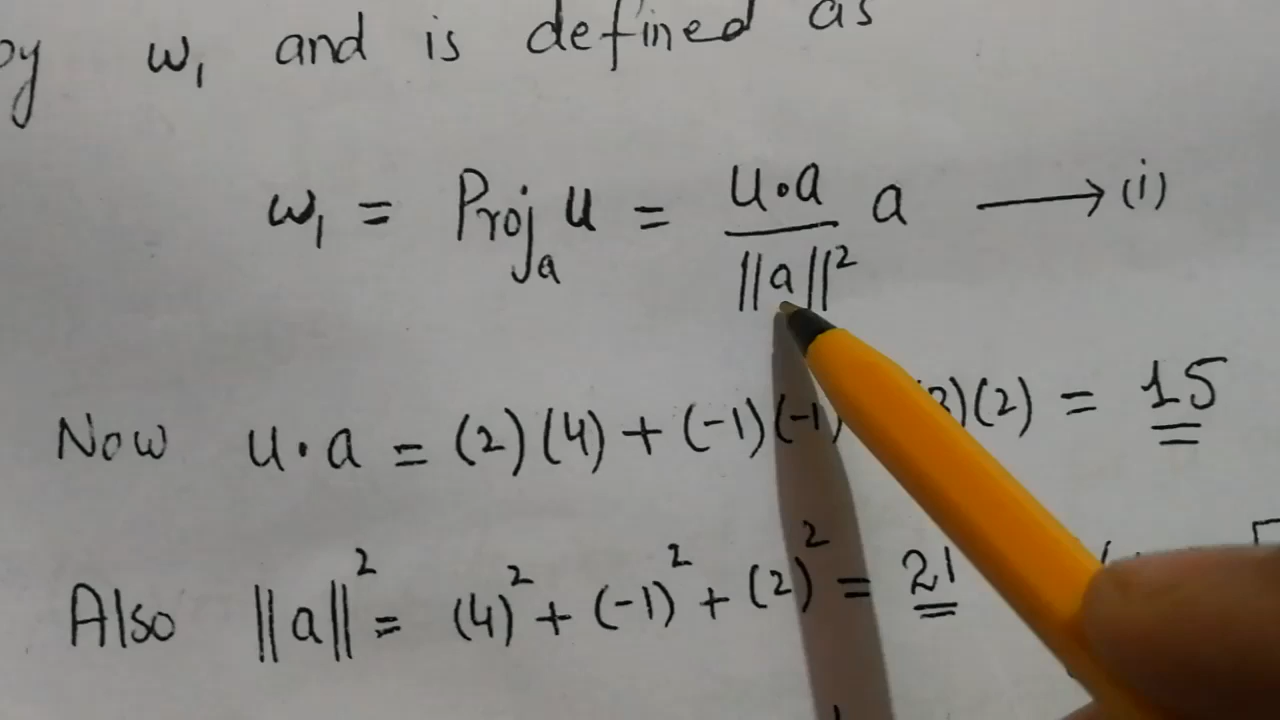 by w₁ and is defined as
w₁ = Proj_a u = u·a / ||a||² a ⟶ (i)
Now u·a = (2)(4) + (-1)(-1) 3)(2) = 15
Also ||a||² = (4)² + (-1)² + (2)² = 21